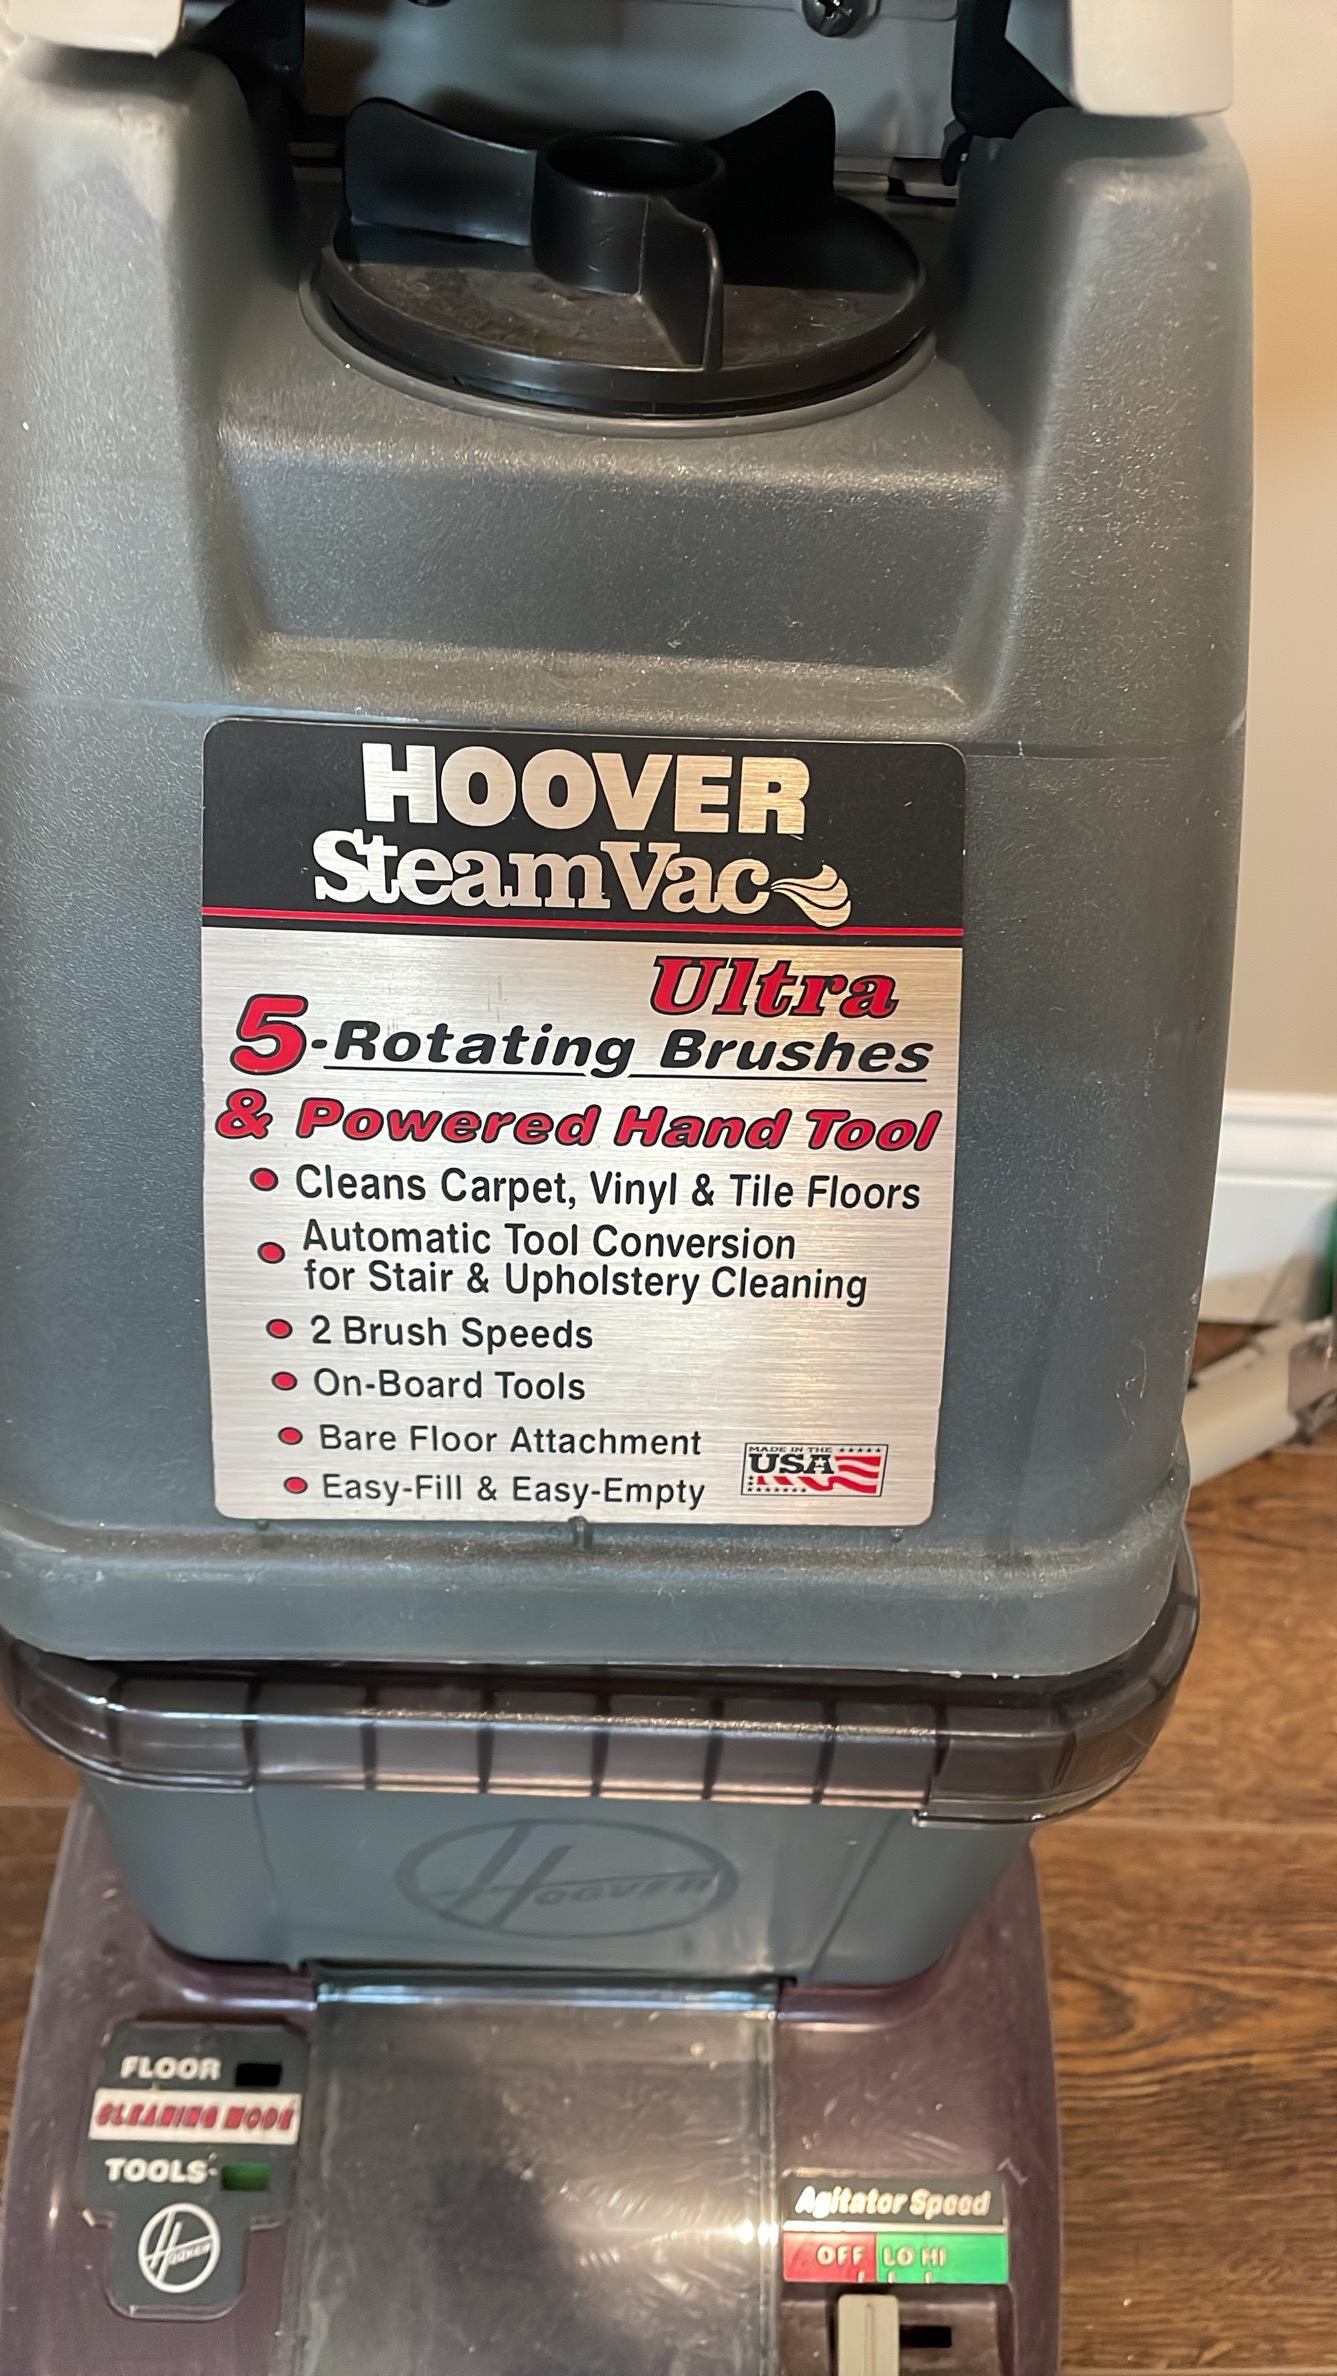 HOOVER
SteamVac
Ultra
5-Rotating Brushes
& Powered Hand Tool
Cleans Carpet, Vinyl & Tile Floors
Automatic Tool Conversion
for Stair & Upholstery Cleaning
2 Brush Speeds
On-Board Tools
Bare Floor Attachment
Easy-Fill & Easy-Empty
MADE IN THE
USA
HOOVER
FLOOR
CLEANING MODE
TOOLS
HOOVER
Agitator Speed
OFF LO HI